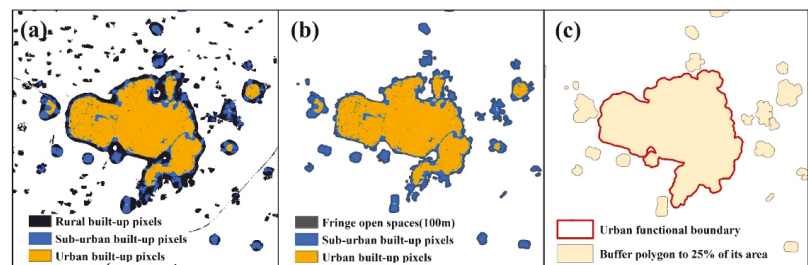 (a)
Rural built-up pixels
Sub-urban built-up pixels
Urban built-up pixels
(b)
Fringe open spaces(100m)
Sub-urban built-up pixels
Urban built-up pixels
(c)
Urban functional boundary
Buffer polygon to 25% of its area